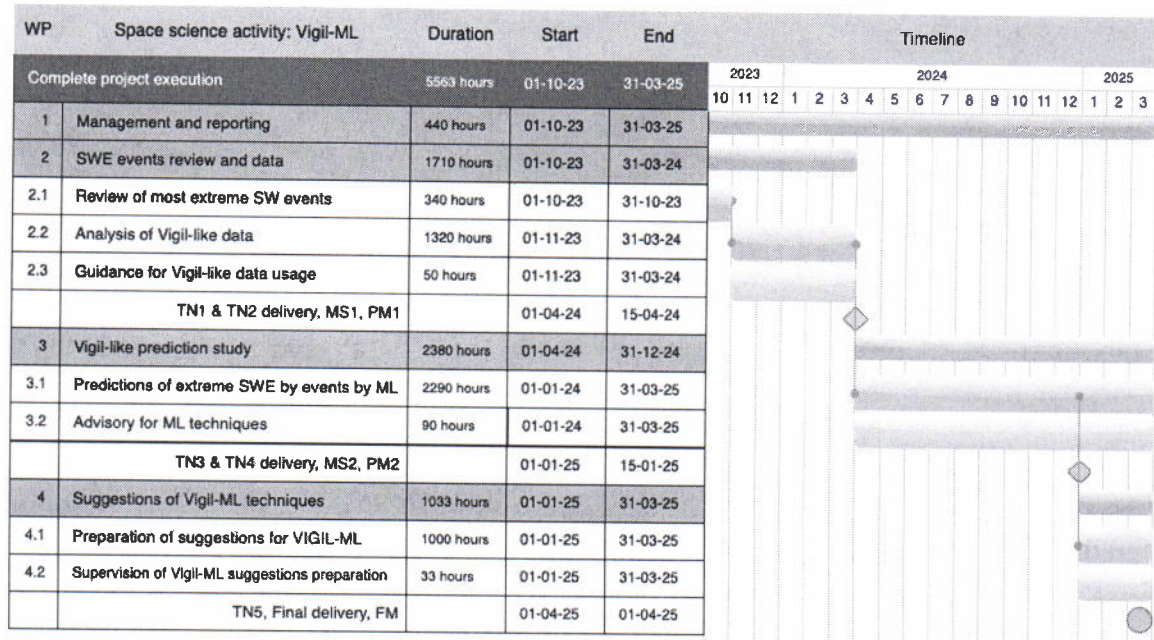 WP Space science activity: Vigil-ML Duration Start End Timeline
Complete project execution 5563 hours 01-10-23 31-03-25 2023 2024 2025
10 11 12 1 2 3 4 5 6 7 8 9 10 11 12 1 2 3
1 Management and reporting 440 hours 01-10-23 31-03-25
2 SWE events review and data 1710 hours 01-10-23 31-03-24
2.1 Review of most extreme SW events 340 hours 01-10-23 31-10-23
2.2 Analysis of Vigil-like data 1320 hours 01-11-23 31-03-24
2.3 Guidance for Vigil-like data usage 50 hours 01-11-23 31-03-24
TN1 & TN2 delivery, MS1, PM1 01-04-24 15-04-24
3 Vigil-like prediction study 2380 hours 01-04-24 31-12-24
3.1 Predictions of extreme SWE by events by ML 2290 hours 01-01-24 31-03-25
3.2 Advisory for ML techniques 90 hours 01-01-24 31-03-25
TN3 & TN4 delivery, MS2, PM2 01-01-25 15-01-25
4 Suggestions of Vigil-ML techniques 1033 hours 01-01-25 31-03-25
4.1 Preparation of suggestions for VIGIL-ML 1000 hours 01-01-25 31-03-25
4.2 Supervision of Vigil-ML suggestions preparation 33 hours 01-01-25 31-03-25
TN5, Final delivery, FM 01-04-25 01-04-25